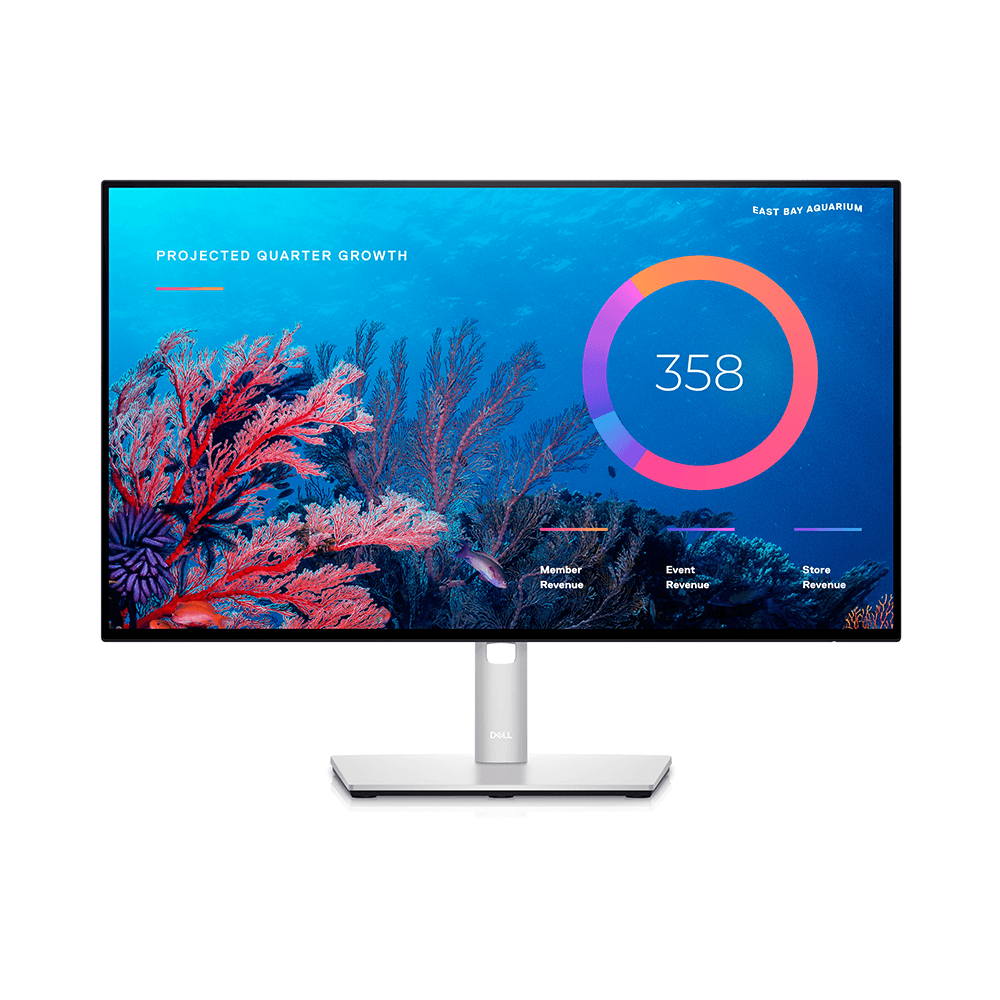 EAST BAY AQUARIUM
PROJECTED QUARTER GROWTH
358
Member
Revenue
Event
Revenue
Store
Revenue
DELL